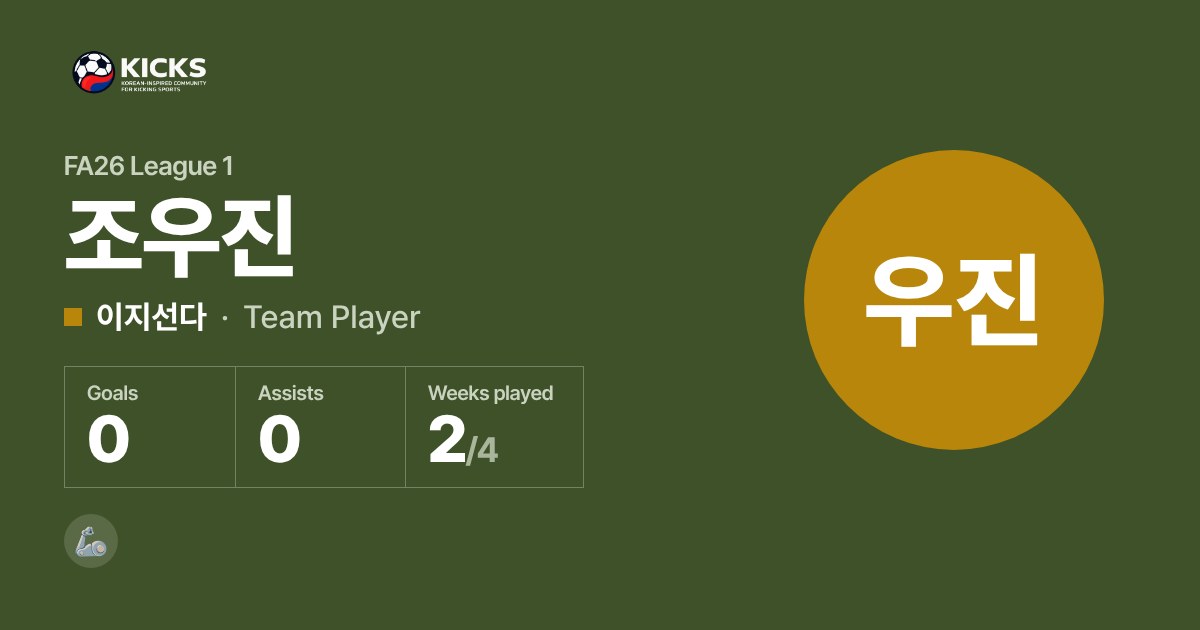 KICKS
KOREAN-INSPIRED COMMUNITY
FOR KICKING SPORTS
FA26 League 1
조우진
이지선다 · Team Player
Goals
0
Assists
0
Weeks played
2/4
우진